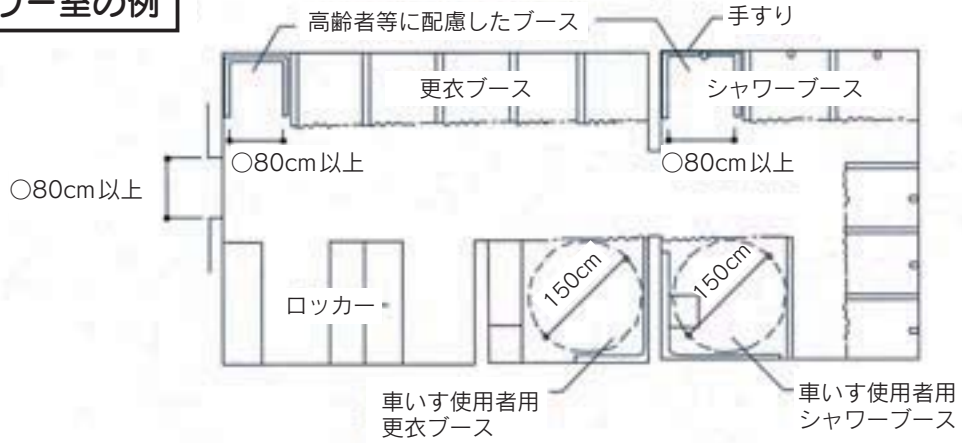 ワー室の例
高齢者等に配慮したブース
手すり
更衣ブース
シャワーブース
○80cm以上
○80cm以上
○80cm以上
ロッカー
150cm
150cm
車いす使用者用
更衣ブース
車いす使用者用
シャワーブース